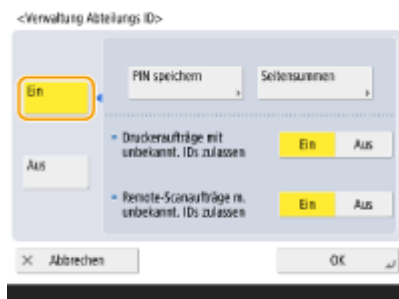 <Verwaltung Abteilungs ID>
Ein
PIN speichern
Seitensummen
Druckeraufträge mit
unbekannt. IDs zulassen
Ein
Aus
Aus
Remote-Scanaufträge m.
unbekannt. IDs zulassen
Ein
Aus
Abbrechen
OK